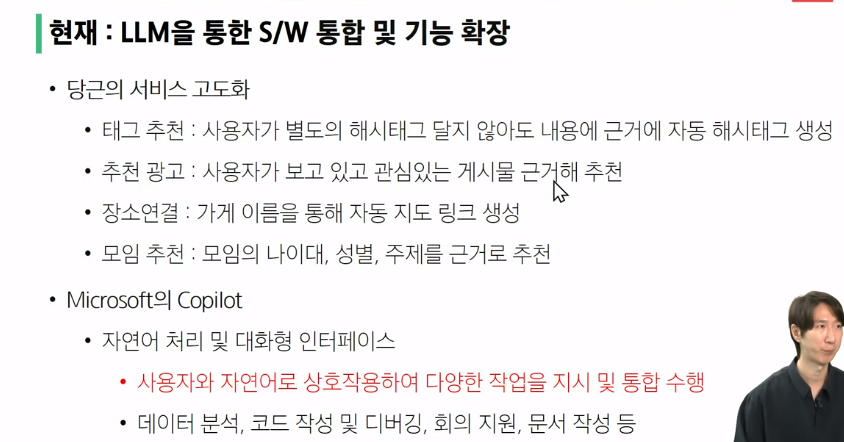 현재 : LLM을 통한 S/W 통합 및 기능 확장
• 당근의 서비스 고도화
• 태그 추천 : 사용자가 별도의 해시태그 달지 않아도 내용에 근거에 자동 해시태그 생성
• 추천 광고 : 사용자가 보고 있고 관심있는 게시물 근거해 추천
• 장소연결 : 가게 이름을 통해 자동 지도 링크 생성
• 모임 추천 : 모임의 나이대, 성별, 주제를 근거로 추천
• Microsoft의 Copilot
• 자연어 처리 및 대화형 인터페이스
• 사용자와 자연어로 상호작용하여 다양한 작업을 지시 및 통합 수행
• 데이터 분석, 코드 작성 및 디버깅, 회의 지원, 문서 작성 등